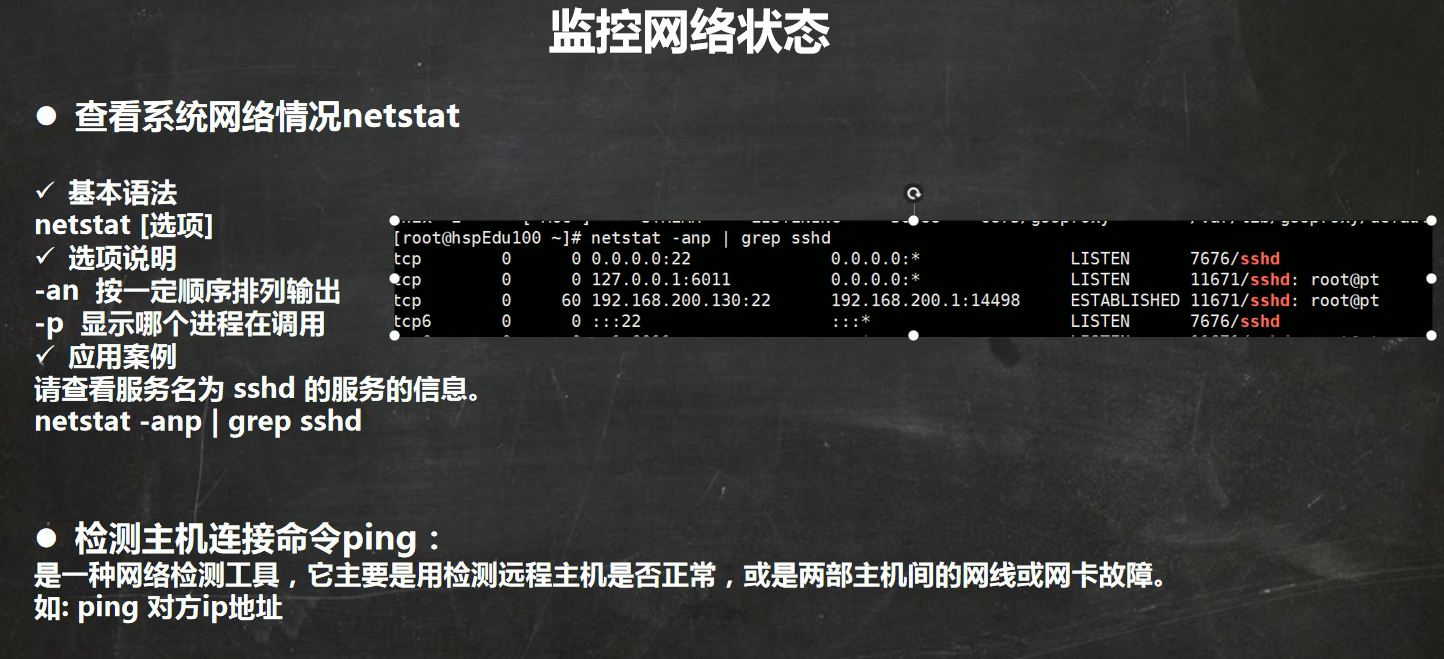 监控网络状态
● 查看系统网络情况netstat
✓ 基本语法
netstat [选项]
✓ 选项说明
-an 按一定顺序排列输出
-p 显示哪个进程在调用
✓ 应用案例
请查看服务名为 sshd 的服务的信息。
netstat -anp | grep sshd
[root@hspEdu100 ~]# netstat -anp | grep sshd
tcp 0 0 0.0.0.0:22 0.0.0.0:* LISTEN 7676/sshd
tcp 0 0 127.0.0.1:6011 0.0.0.0:* LISTEN 11671/sshd: root@pt
tcp 0 60 192.168.200.130:22 192.168.200.1:14498 ESTABLISHED 11671/sshd: root@pt
tcp6 0 0 :::22 :::* LISTEN 7676/sshd
● 检测主机连接命令ping：
是一种网络检测工具，它主要是用检测远程主机是否正常，或是两部主机间的网线或网卡故障。
如: ping 对方ip地址